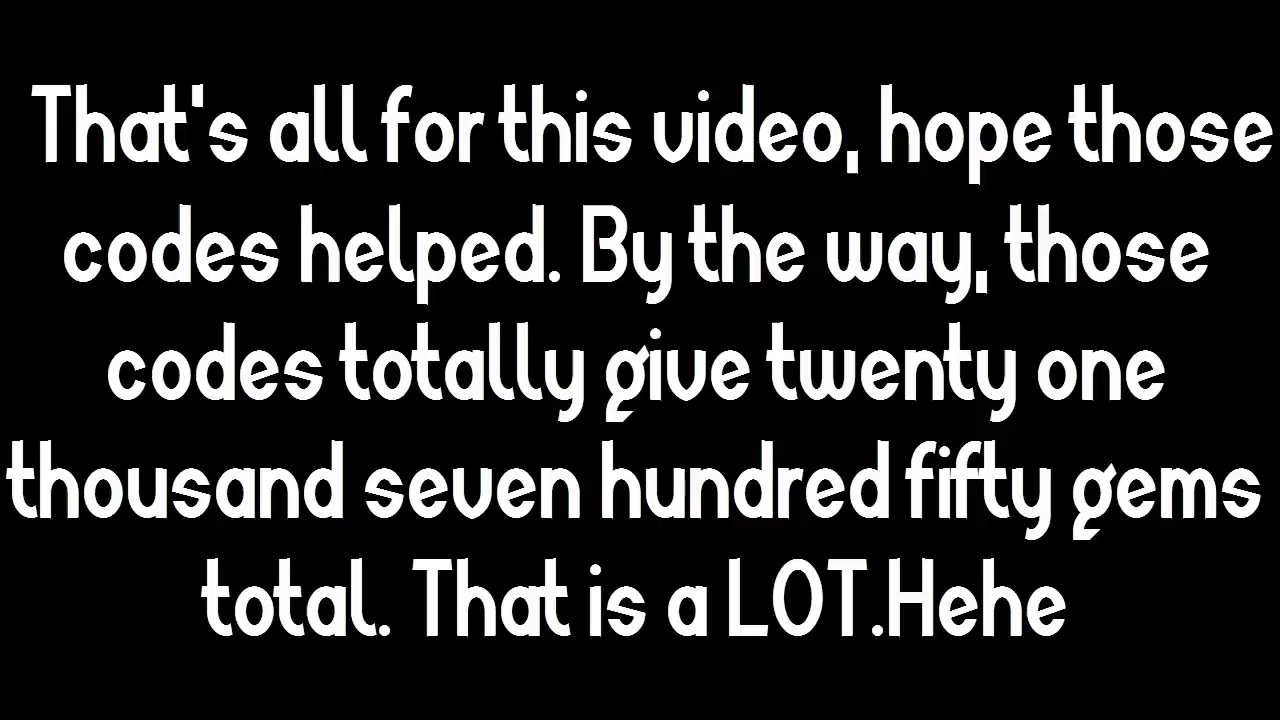 That's all for this video, hope those
codes helped. By the way, those
codes totally give twenty one
thousand seven hundred fifty gems
total. That is a LOT.Hehe